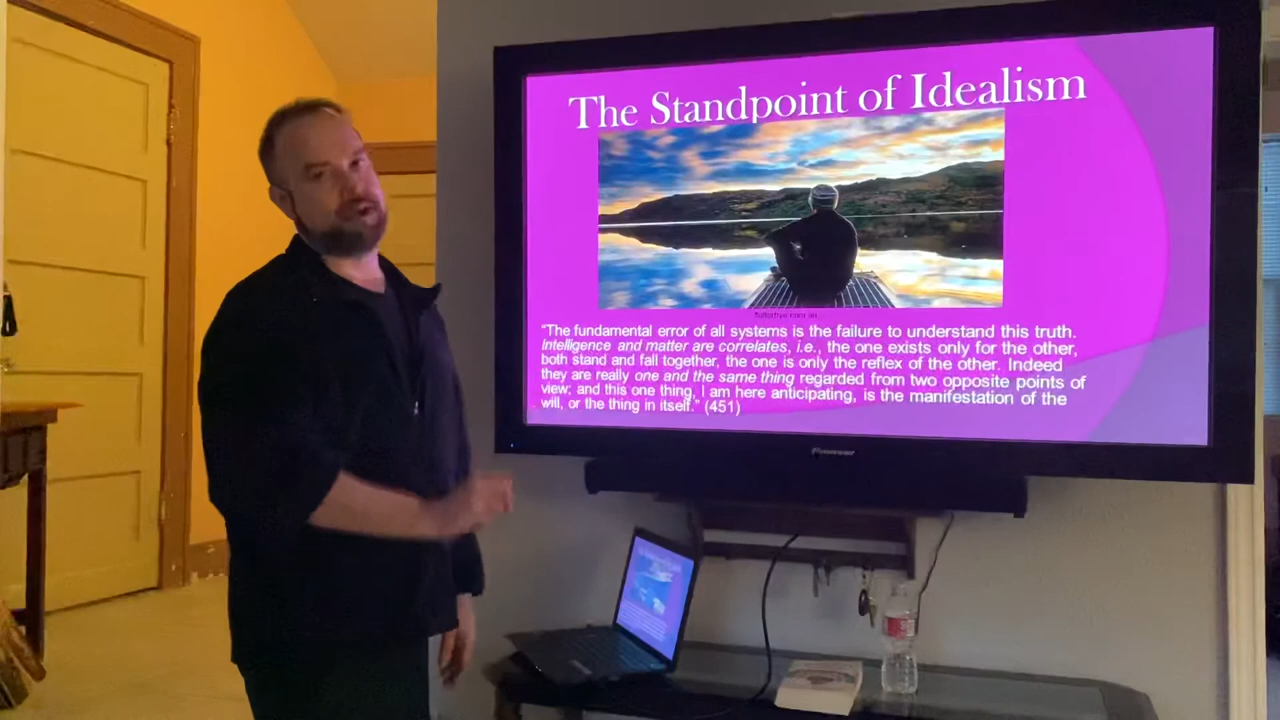 The Standpoint of Idealism
"The fundamental error of all systems is the failure to understand this truth.
Intelligence and matter are correlates, i.e., the one exists only for the other,
both stand and fall together, the one is only the reflex of the other. Indeed
they are really one and the same thing regarded from two opposite points of
view; and this one thing, I am here anticipating, is the manifestation of the
will, or the thing in itself." (451)
Pioneer